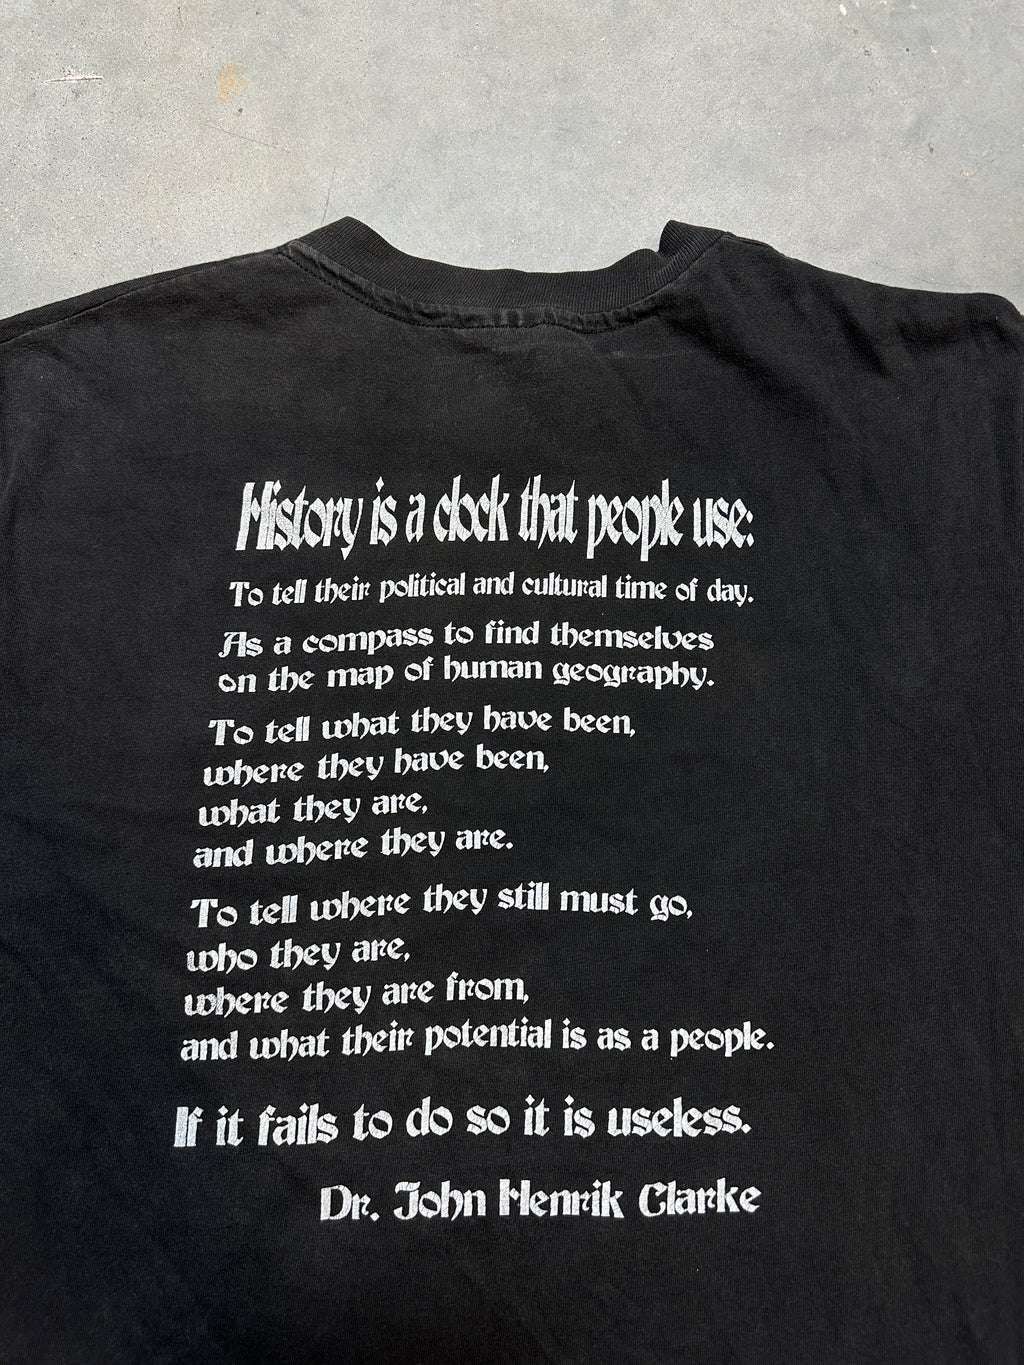 History is a clock that people use:
To tell their political and cultural time of day.
As a compass to find themselves
on the map of human geography.
To tell what they have been,
where they have been,
what they are,
and where they are.
To tell where they still must go,
who they are,
where they are from,
and what their potential is as a people.
If it fails to do so it is useless.
Dr. John Henrik Clarke